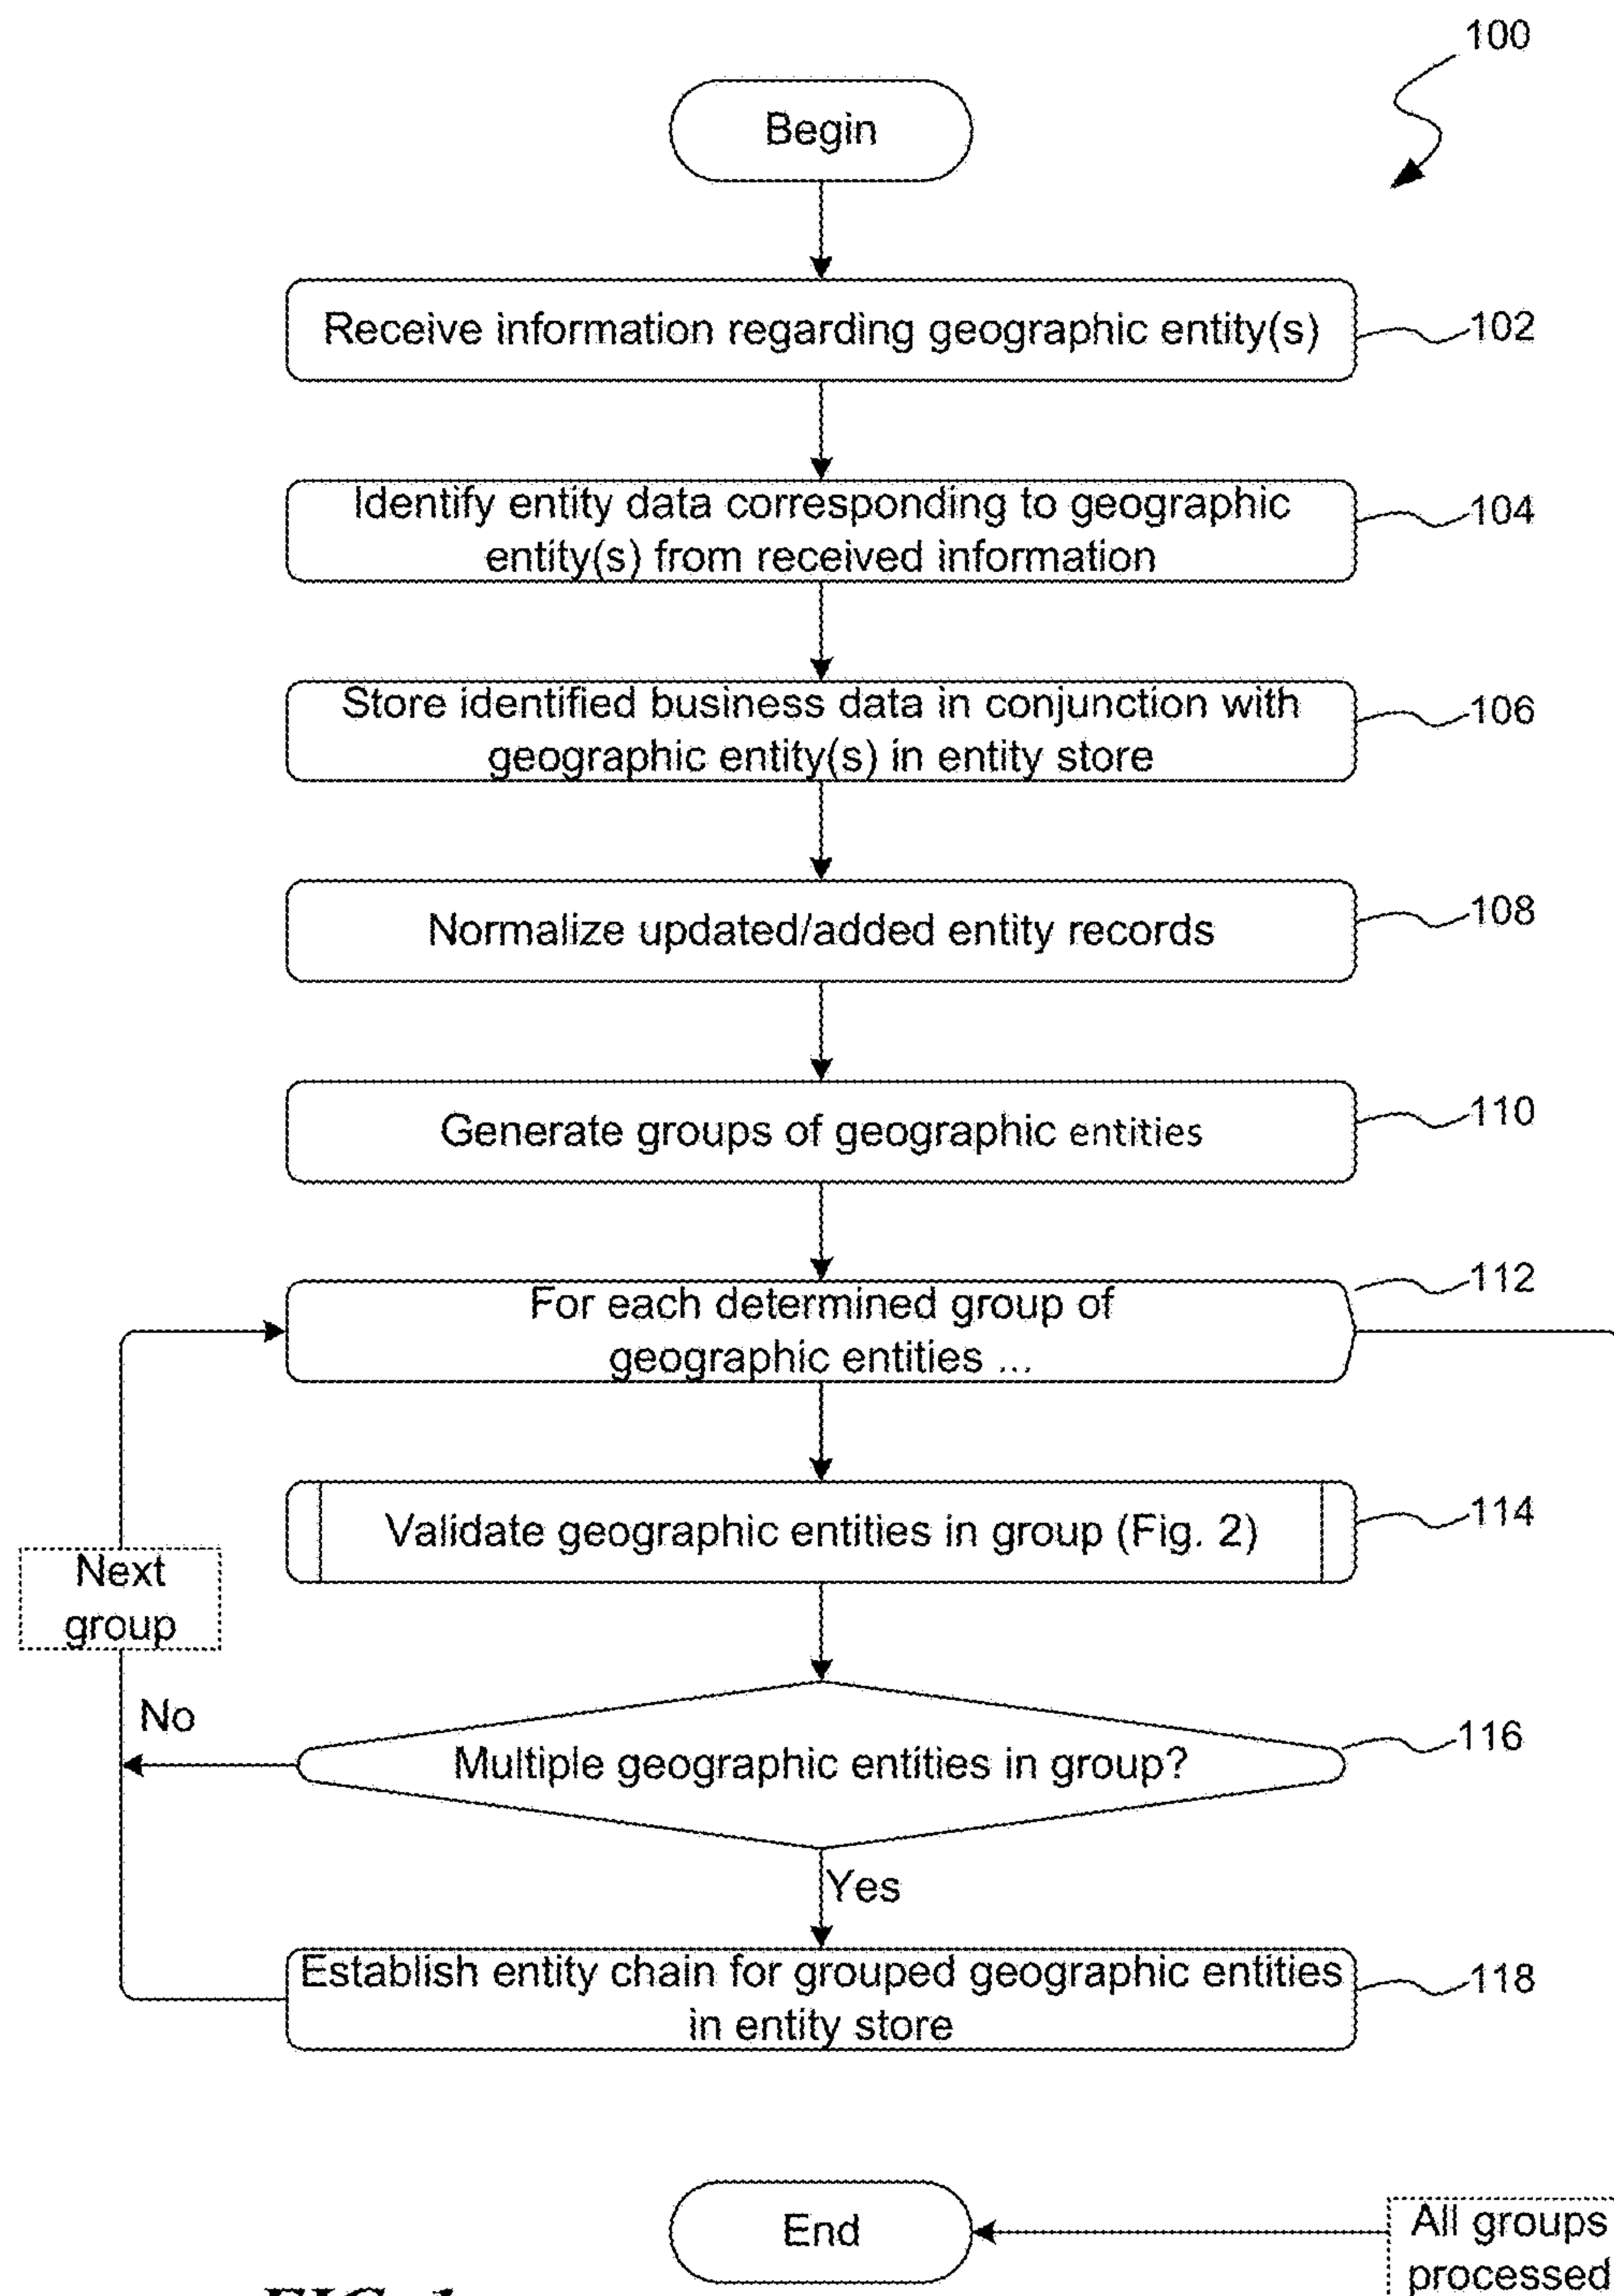 100
Begin
Receive information regarding geographic entity(s)
102
Identify entity data corresponding to geographic
entity(s) from received information
104
Store identified business data in conjunction with
geographic entity(s) in entity store
106
Normalize updated/added entity records
108
Generate groups of geographic entities
110
For each determined group of
geographic entities ...
112
Validate geographic entities in group (Fig. 2)
114
Next
group
No
Multiple geographic entities in group?
116
Yes
Establish entity chain for grouped geographic entities
in entity store
118
End
All groups
processed